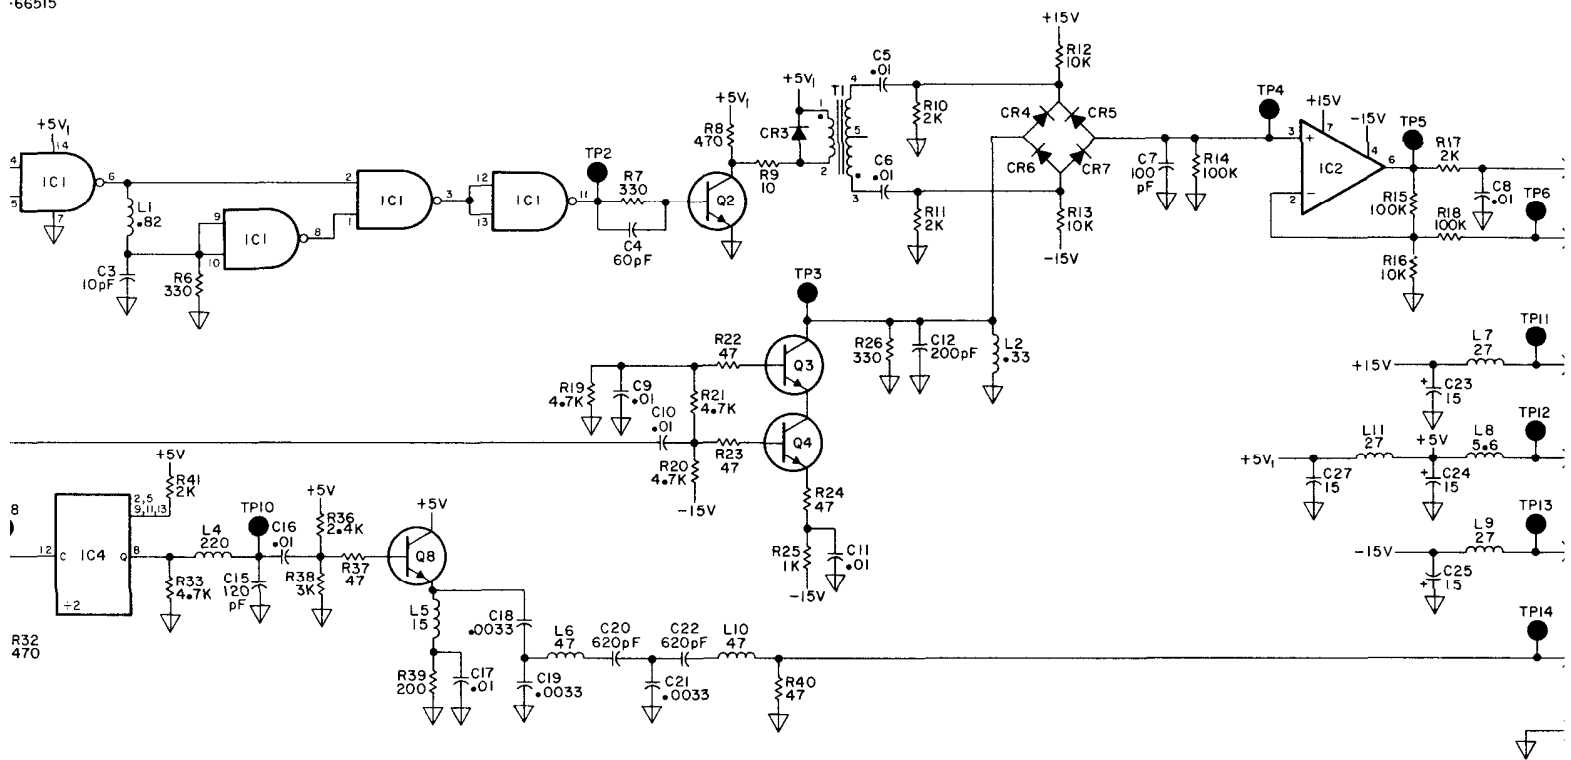 -66515
+5V1
14
4
5
IC1
6
7
L1
.82
C3
10pF
R6
330
9
10
IC1
8
2
1
IC1
3
12
13
IC1
11
TP2
R7
330
C4
60pF
+5V1
R8
470
Q2
R9
10
+5V1
CR3
T1
1
2
4
5
3
C5
.01
C6
.01
R10
2K
R11
2K
+15V
R12
10K
CR4
CR5
CR6
CR7
R13
10K
-15V
C7
100
pF
R14
100K
TP4
+15V
7
-15V
4
3
+
IC2
-
2
6
TP5
R17
2K
C8
.01
R15
100K
R18
100K
TP6
R16
10K
TP3
R22
47
Q3
R26
330
C12
200pF
L2
.33
R19
4.7K
C9
.01
R21
4.7K
C10
.01
R20
4.7K
-15V
R23
47
Q4
R24
47
R25
1K
C11
.01
-15V
TP11
L7
27
+15V
+
C23
15
TP12
L11
27
+5V
L8
5.6
+5V1
C27
15
+
C24
15
TP13
L9
27
-15V
+
C25
15
TP14
8
+5V
R41
2K
2,5
9,11,13
12
C
IC4
Q
8
÷2
R32
470
R33
4.7K
L4
220
TP10
C15
120
pF
C16
.01
+5V
R36
2.4K
R38
3K
R37
47
+5V
Q8
L5
15
R39
200
C17
.01
C18
.0033
C19
.0033
L6
47
C20
620pF
C21
.0033
C22
620pF
L10
47
R40
47